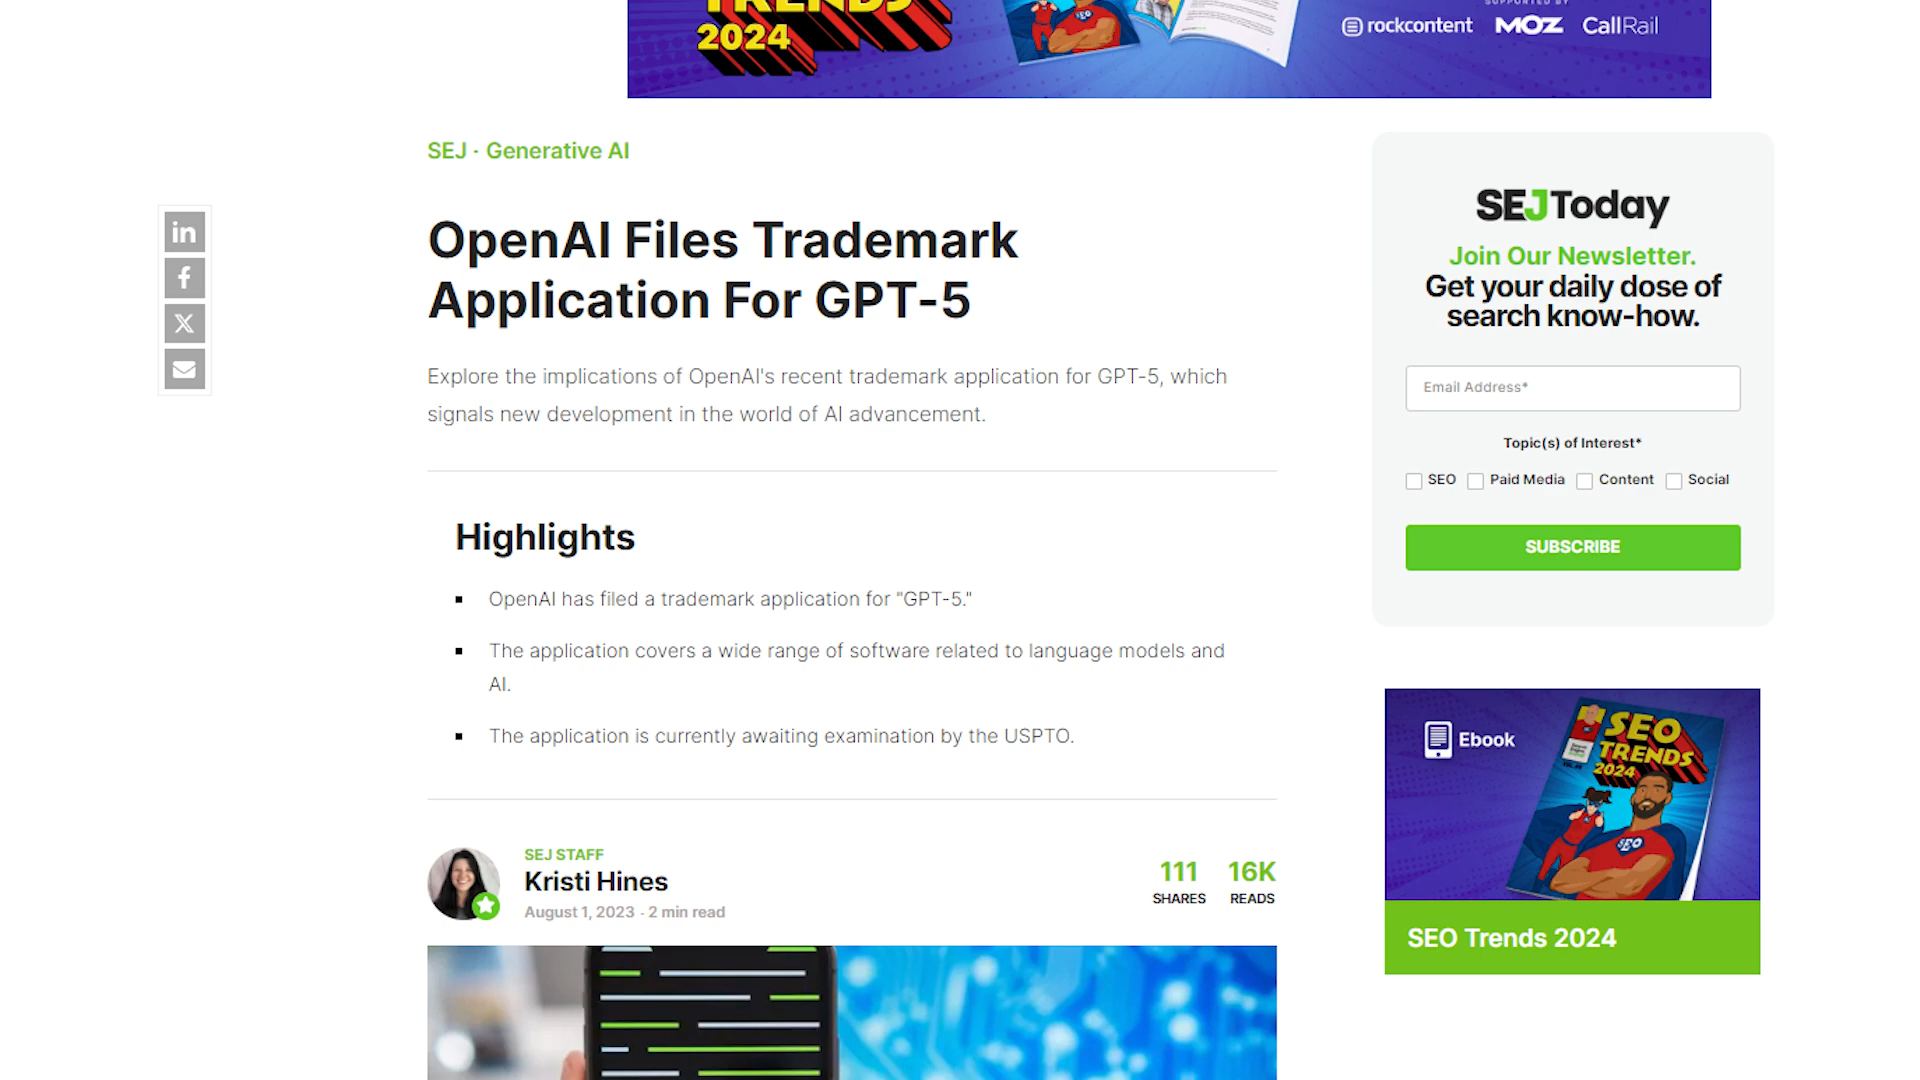 TRENDS
2024
SUPPORTED BY
rockcontent MOZ CallRail
SEJ · Generative AI
OpenAI Files Trademark
Application For GPT-5
Explore the implications of OpenAI's recent trademark application for GPT-5, which
signals new development in the world of AI advancement.
Highlights
OpenAI has filed a trademark application for "GPT-5."
The application covers a wide range of software related to language models and
AI.
The application is currently awaiting examination by the USPTO.
SEJ STAFF
Kristi Hines
August 1, 2023 · 2 min read
111
SHARES
16K
READS
SEJToday
Join Our Newsletter.
Get your daily dose of
search know-how.
Email Address*
Topic(s) of Interest*
SEO Paid Media Content Social
SUBSCRIBE
Ebook
SEO
TRENDS
2024
SEO
SEO Trends 2024